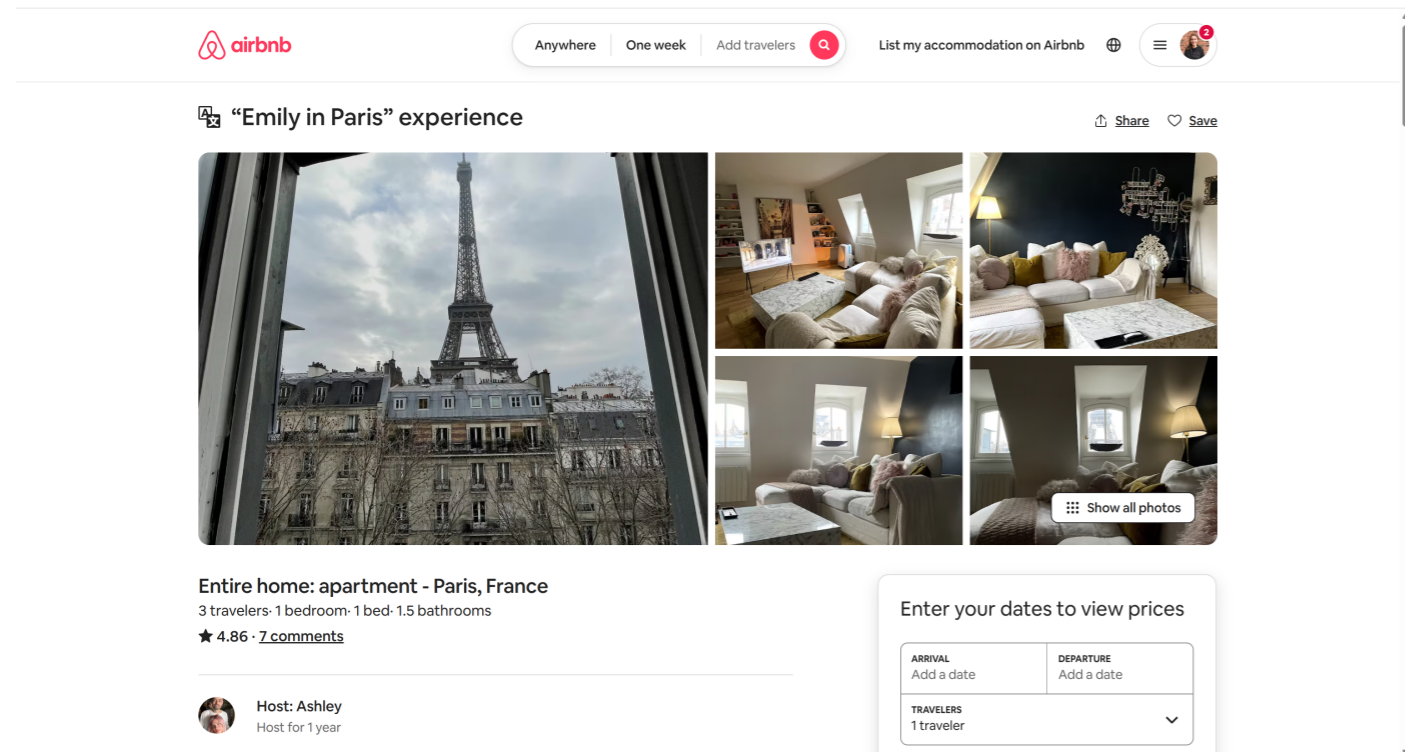 airbnb
Anywhere One week Add travelers
List my accommodation on Airbnb
2
“Emily in Paris” experience
Share Save
Show all photos
Entire home: apartment - Paris, France
3 travelers· 1 bedroom· 1 bed· 1.5 bathrooms
4.86 · 7 comments
Host: Ashley
Host for 1 year
Enter your dates to view prices
ARRIVAL
Add a date
DEPARTURE
Add a date
TRAVELERS
1 traveler